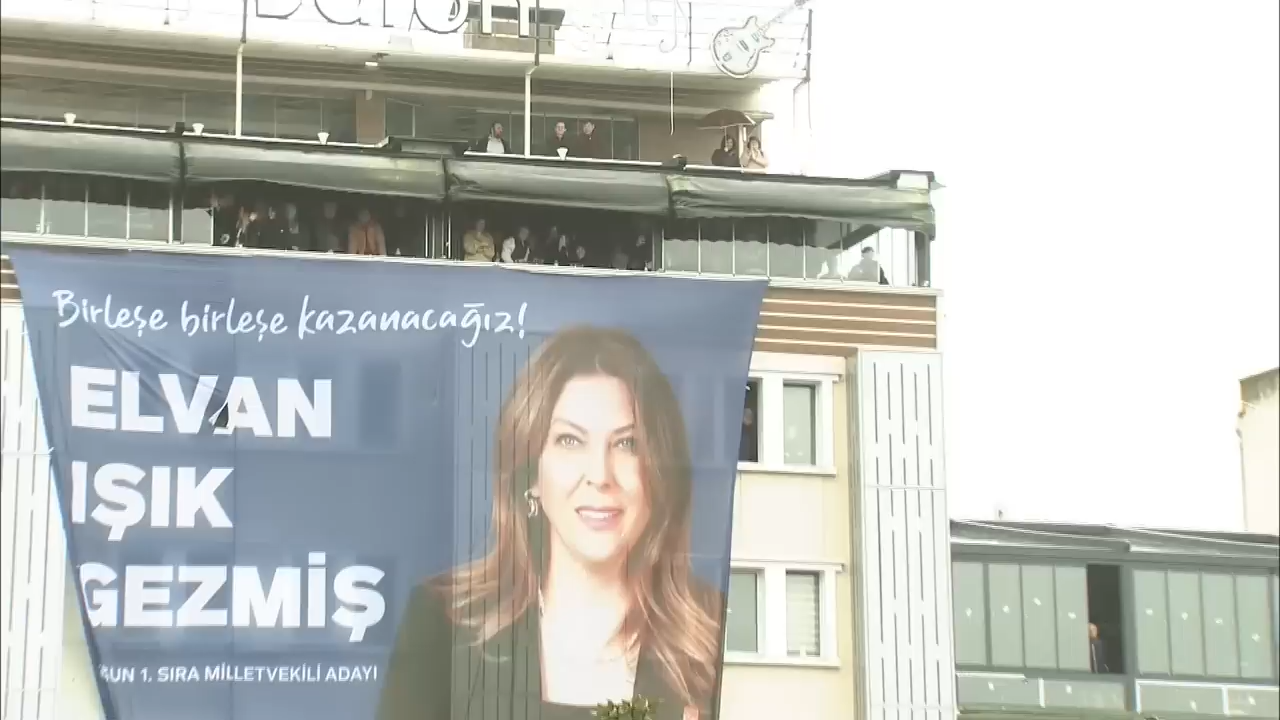 Birleşe birleşe kazanacağız!
ELVAN
IŞIK
GEZMİŞ
1. SIRA MİLLETVEKİLİ ADAYI